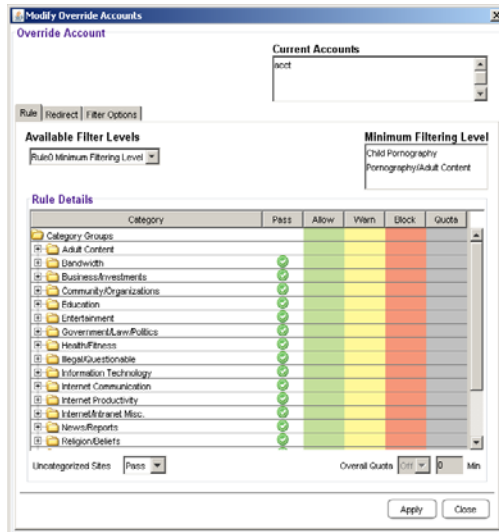 Modify Override Accounts
Override Account
Current Accounts
acct
Rule Redirect Filter Options
Available Filter Levels
Minimum Filtering Level
Rule0 Minimum Filtering Level
Child Pornography
Pornography/Adult Content
Rule Details
Category Pass Allow Warn Block Quota
Category Groups
Adult Content
Bandwidth
Business/Investments
Community/Organizations
Education
Entertainment
Government/Law/Politics
Health/Fitness
Illegal/Questionable
Information Technology
Internet Communication
Internet Productivity
Internet/Intranet Misc.
News/Reports
Religion/Beliefs
Uncategorized Sites Pass Overall Quota Off 0 Min
Apply Close